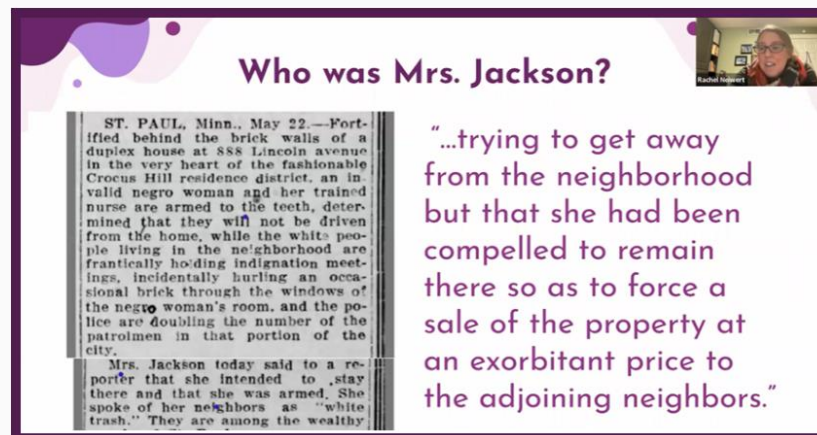 Who was Mrs. Jackson?
Rachel Neiwert
ST. PAUL, Minn., May 22.—Fort-
ified behind the brick walls of a
duplex house at 888 Lincoln avenue
in the very heart of the fashionable
Crocus Hill residence district, an in-
valid negro woman and her trained
nurse are armed to the teeth, deter-
mined that they will not be driven
from the home, while the white peo-
ple living in the neighborhood are
frantically holding indignation meet-
ings, incidentally hurling an occa-
sional brick through the windows of
the negro woman's room, and the po-
lice are doubling the number of the
patrolmen in that portion of the
city.
Mrs. Jackson today said to a re-
porter that she intended to stay
there and that she was armed. She
spoke of her neighbors as "white
trash." They are among the wealthy
"...trying to get away
from the neighborhood
but that she had been
compelled to remain
there so as to force a
sale of the property at
an exorbitant price to
the adjoining neighbors."